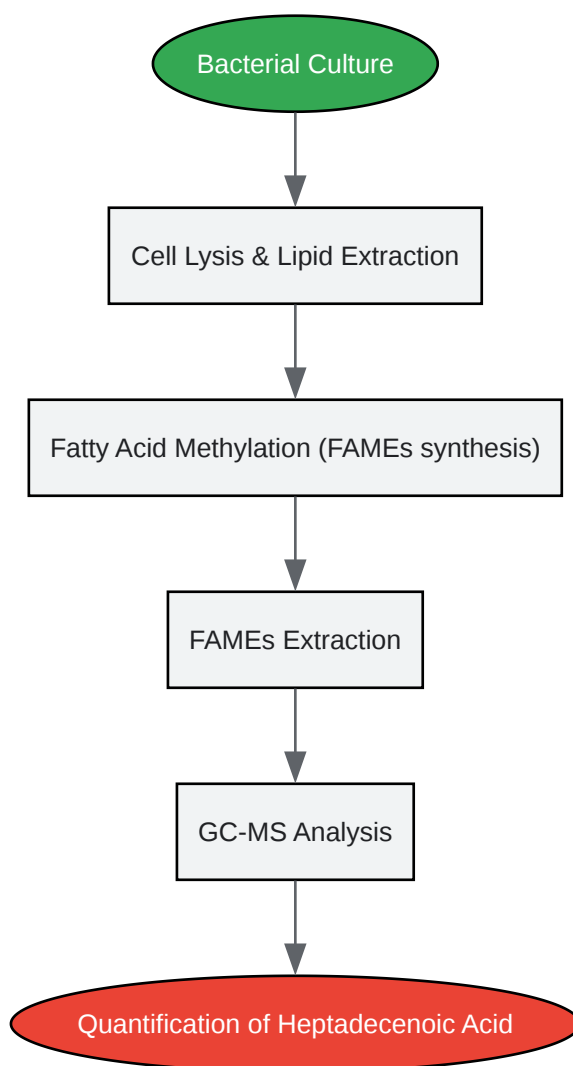 Bacterial Culture
Cell Lysis & Lipid Extraction
Fatty Acid Methylation (FAMEs synthesis)
FAMEs Extraction
GC-MS Analysis
Quantification of Heptadecenoic Acid